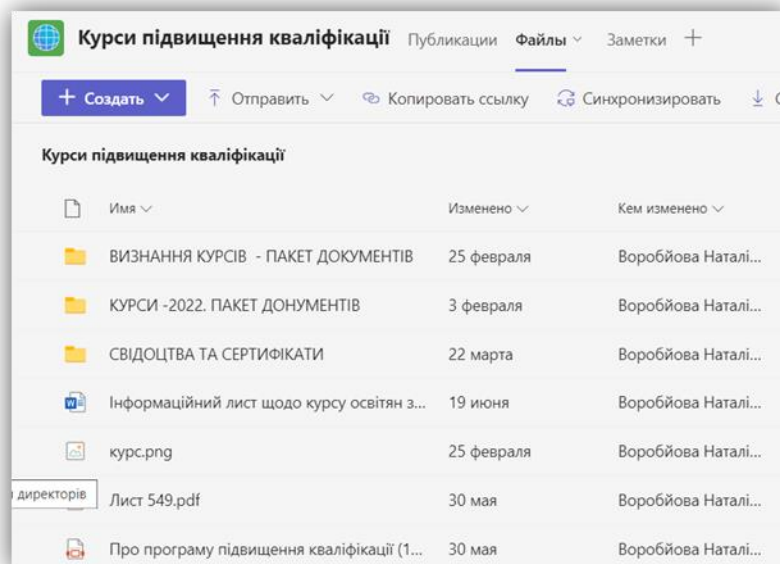 Курси підвищення кваліфікації Публикации Файлы Заметки
Создать Отправить Копировать ссылку Синхронизировать
Курси підвищення кваліфікації
Имя Изменено Кем изменено
ВИЗНАННЯ КУРСІВ - ПАКЕТ ДОКУМЕНТІВ 25 февраля Воробйова Наталі...
КУРСИ -2022. ПАКЕТ ДОНУМЕНТІВ 3 февраля Воробйова Наталі...
СВІДОЦТВА ТА СЕРТИФІКАТИ 22 марта Воробйова Наталі...
Інформаційний лист щодо курсу освітян з... 19 июня Воробйова Наталі...
курс.png 25 февраля Воробйова Наталі...
директорів Лист 549.pdf 30 мая Воробйова Наталі...
Про програму підвищення кваліфікації (1... 30 мая Воробйова Наталі...